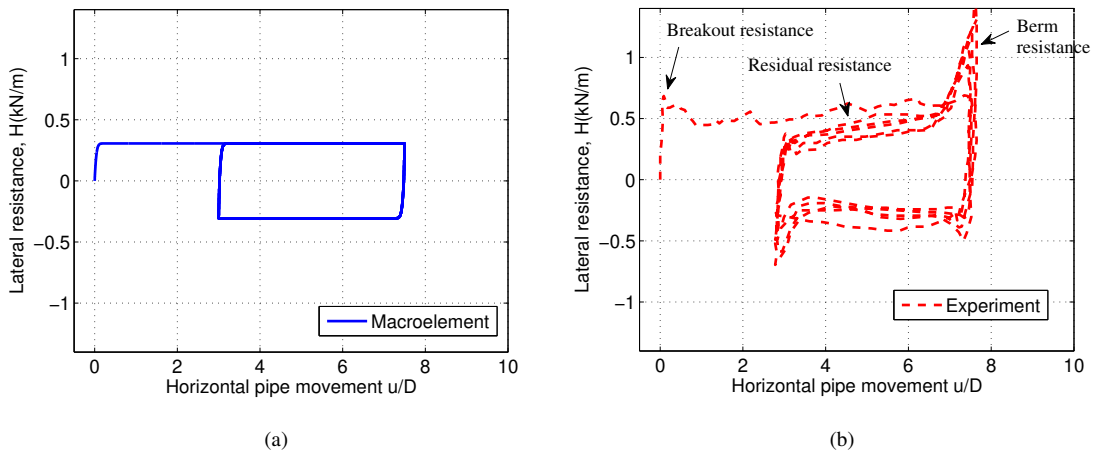 1
0.5
0
−0.5
−1
0
2
4
6
8
10
Lateral resistance, H(kN/m)
Horizontal pipe movement u/D
Macroelement
(a)
Breakout resistance
Residual resistance
Berm
resistance
1
0.5
0
−0.5
−1
0
2
4
6
8
10
Lateral resistance, H(kN/m)
Horizontal pipe movement u/D
Experiment
(b)